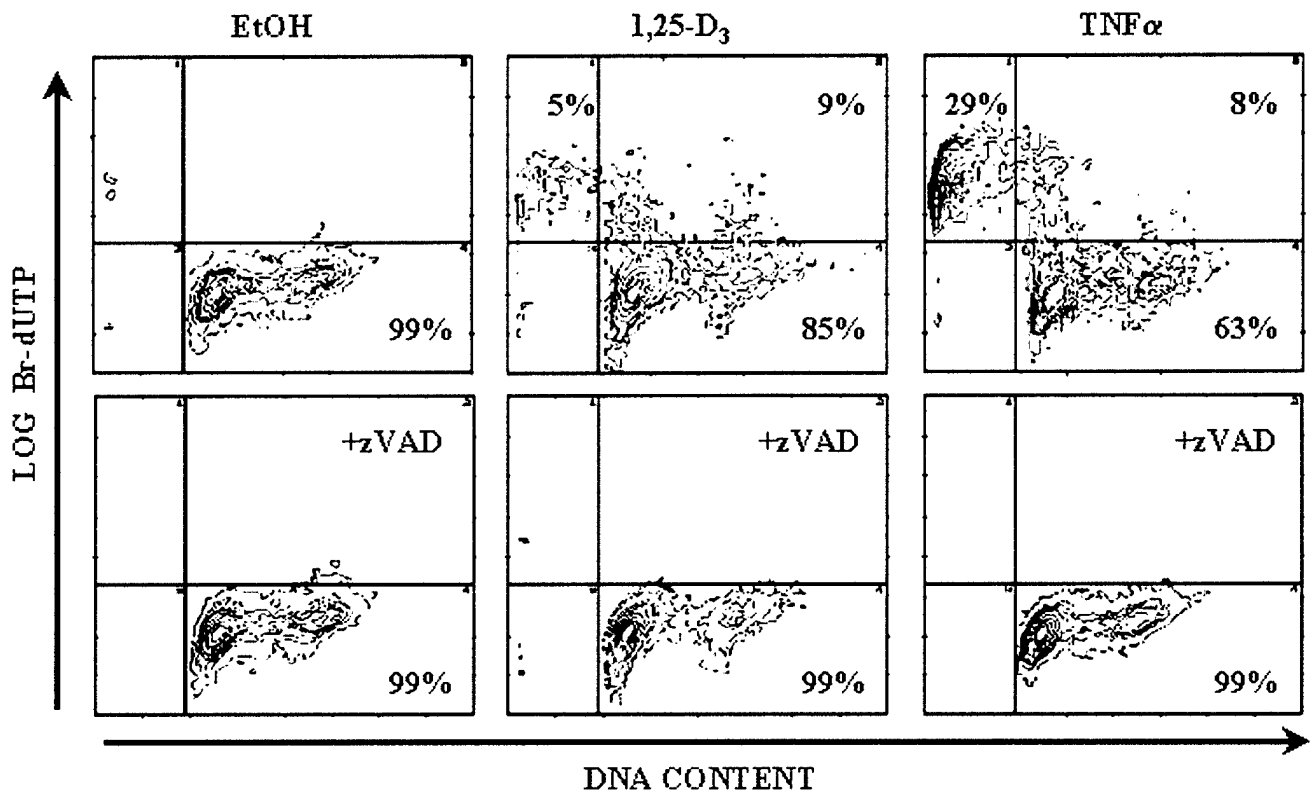 EtOH 1,25-D₃ TNFα
5% 9% 29% 8%
99% 85% 63%
+zVAD +zVAD +zVAD
99% 99% 99%
LOG Br-dUTP
DNA CONTENT